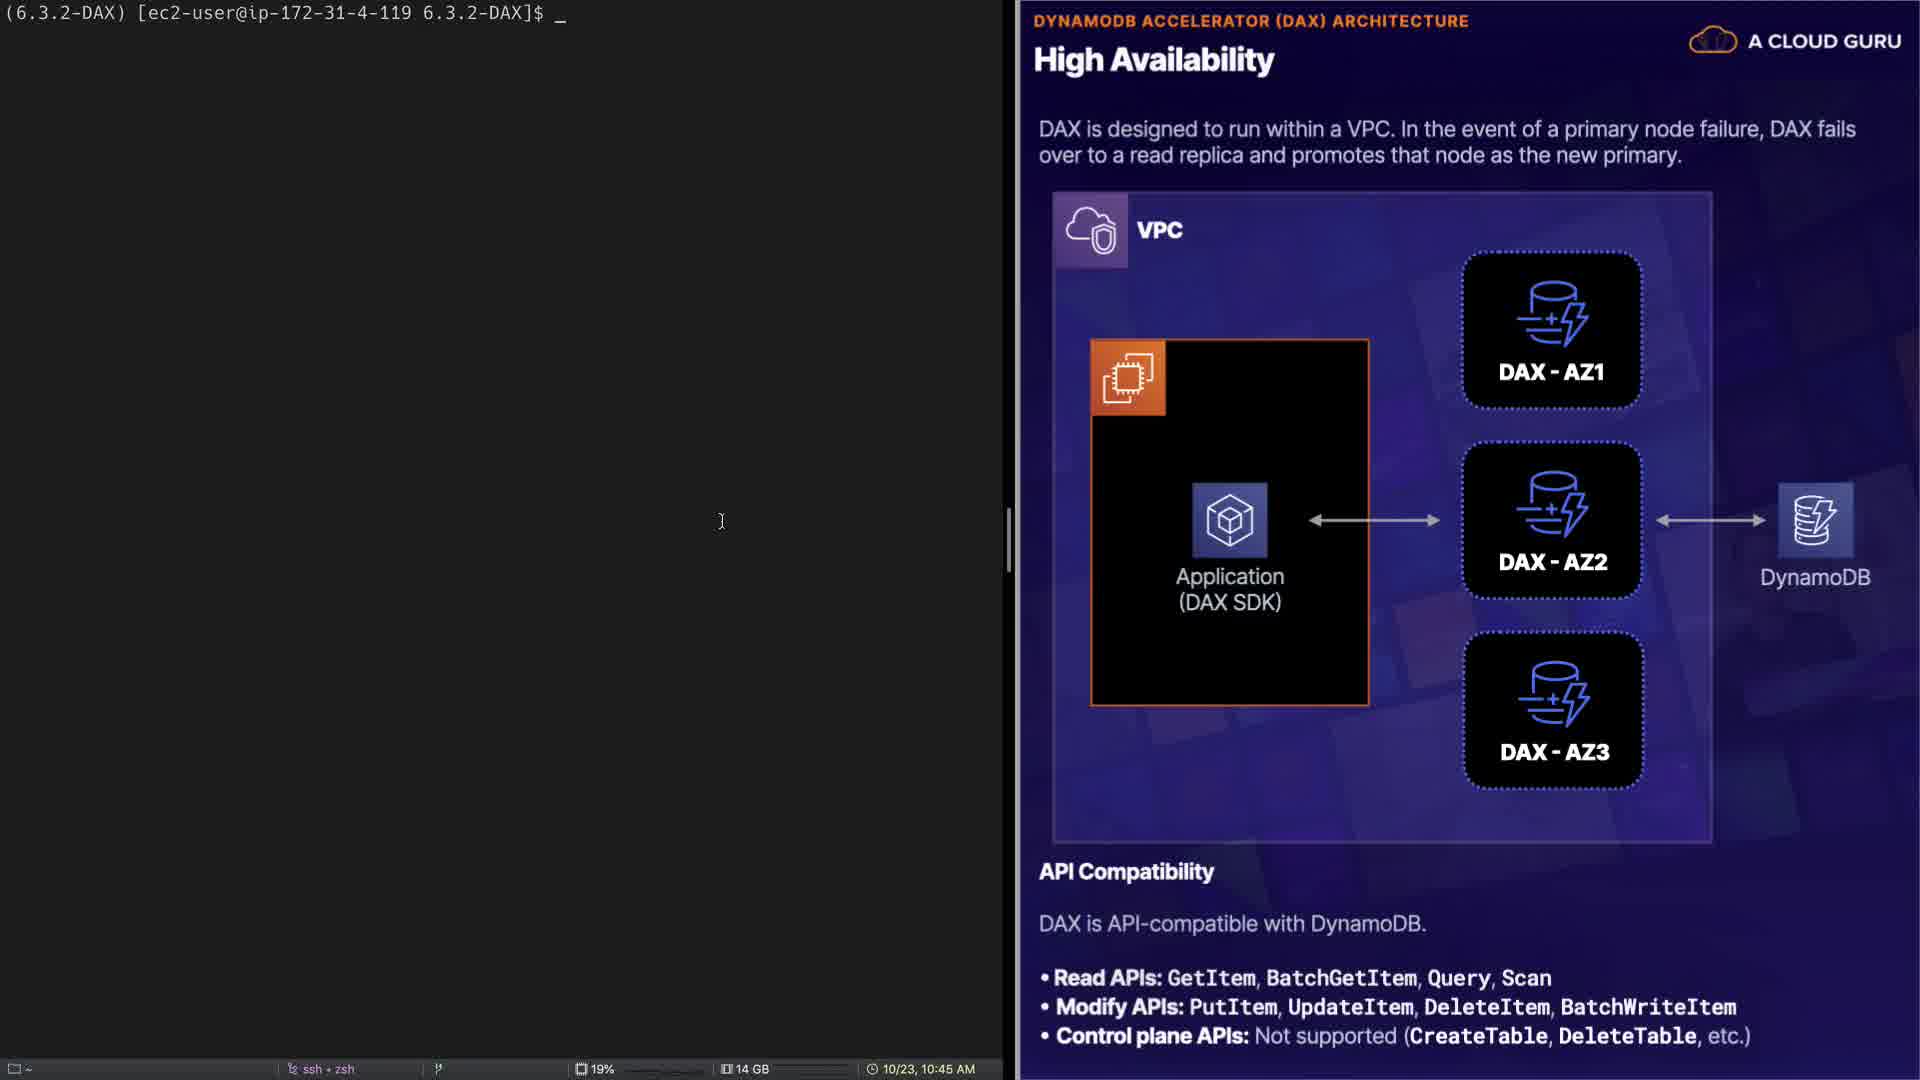 (6.3.2-DAX) [ec2-user@ip-172-31-4-119 6.3.2-DAX]$ _
~
ssh • zsh
19%
14 GB
10/23, 10:45 AM
DYNAMODB ACCELERATOR (DAX) ARCHITECTURE
High Availability
A CLOUD GURU
DAX is designed to run within a VPC. In the event of a primary node failure, DAX fails
over to a read replica and promotes that node as the new primary.
VPC
DAX - AZ1
Application
(DAX SDK)
DAX - AZ2
DynamoDB
DAX - AZ3
API Compatibility
DAX is API-compatible with DynamoDB.
• Read APIs: GetItem, BatchGetItem, Query, Scan
• Modify APIs: PutItem, UpdateItem, DeleteItem, BatchWriteItem
• Control plane APIs: Not supported (CreateTable, DeleteTable, etc.)